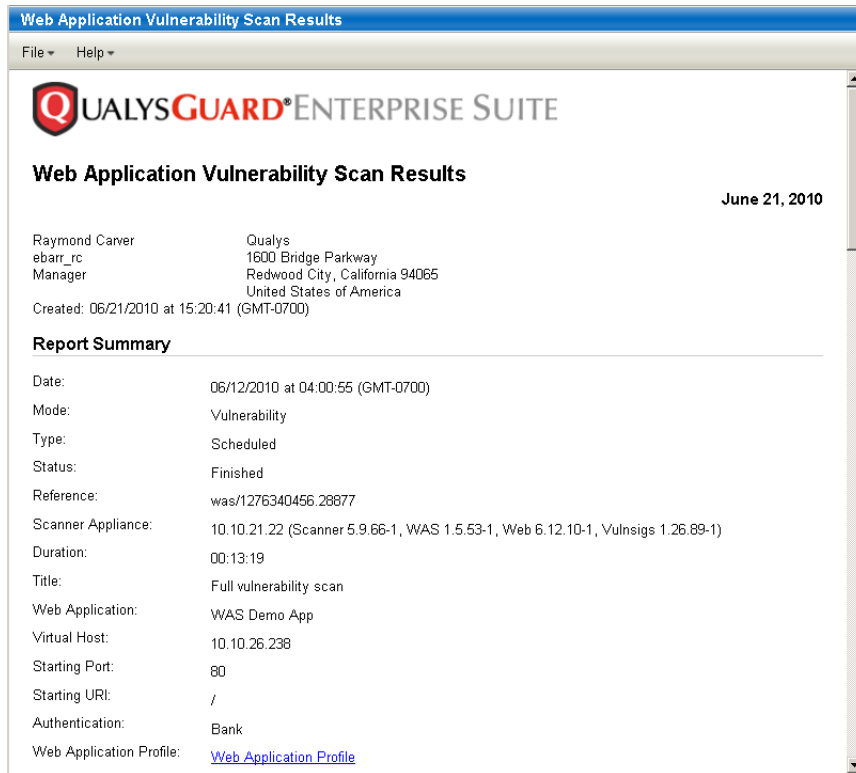 Web Application Vulnerability Scan Results
File Help
QUALYSGUARD® ENTERPRISE SUITE
Web Application Vulnerability Scan Results
June 21, 2010
Raymond Carver Qualys
ebarr_rc 1600 Bridge Parkway
Manager Redwood City, California 94065
United States of America
Created: 06/21/2010 at 15:20:41 (GMT-0700)
Report Summary
Date: 06/12/2010 at 04:00:55 (GMT-0700)
Mode: Vulnerability
Type: Scheduled
Status: Finished
Reference: was/1276340456.28877
Scanner Appliance: 10.10.21.22 (Scanner 5.9.66-1, WAS 1.5.53-1, Web 6.12.10-1, Vulnsigs 1.26.89-1)
Duration: 00:13:19
Title: Full vulnerability scan
Web Application: WAS Demo App
Virtual Host: 10.10.26.238
Starting Port: 80
Starting URI: /
Authentication: Bank
Web Application Profile: Web Application Profile